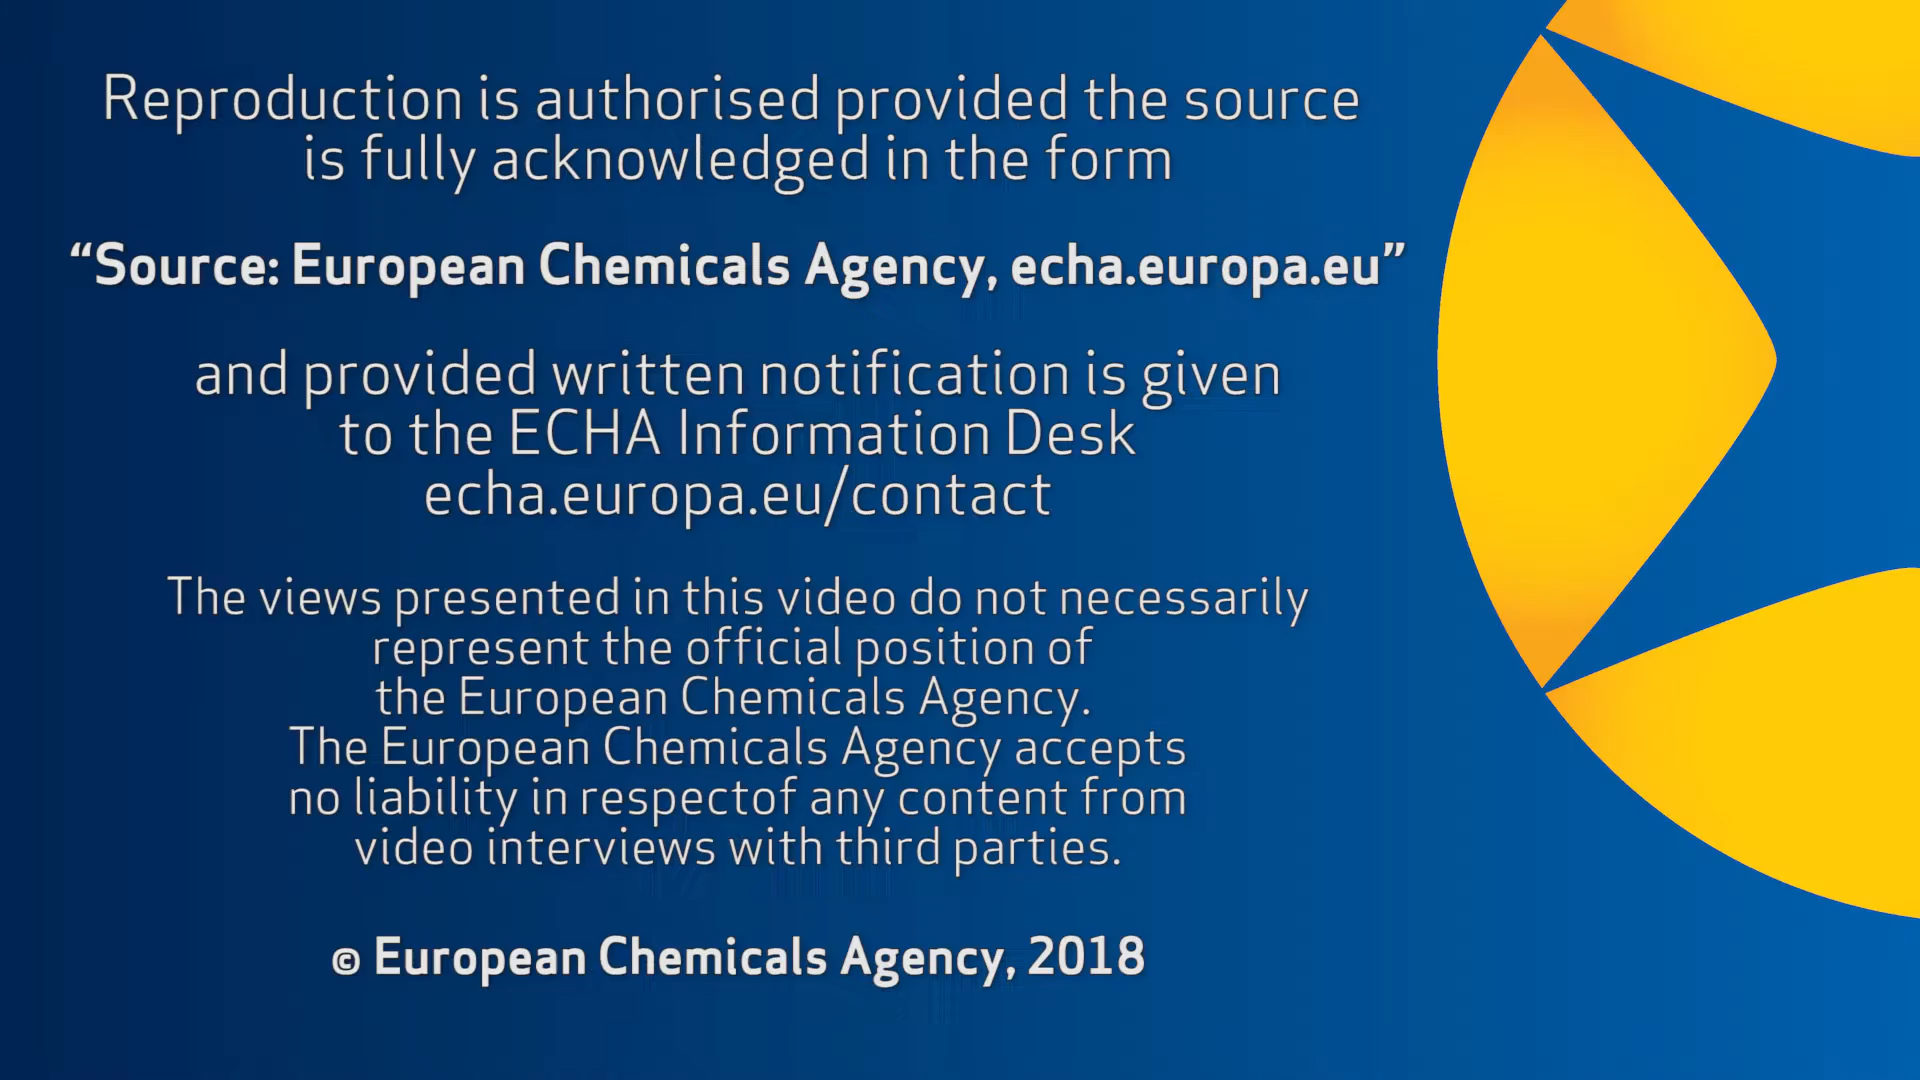 Reproduction is authorised provided the source
is fully acknowledged in the form
“Source: European Chemicals Agency, echa.europa.eu”
and provided written notification is given
to the ECHA Information Desk
echa.europa.eu/contact
The views presented in this video do not necessarily
represent the official position of
the European Chemicals Agency.
The European Chemicals Agency accepts
no liability in respectof any content from
video interviews with third parties.
© European Chemicals Agency, 2018